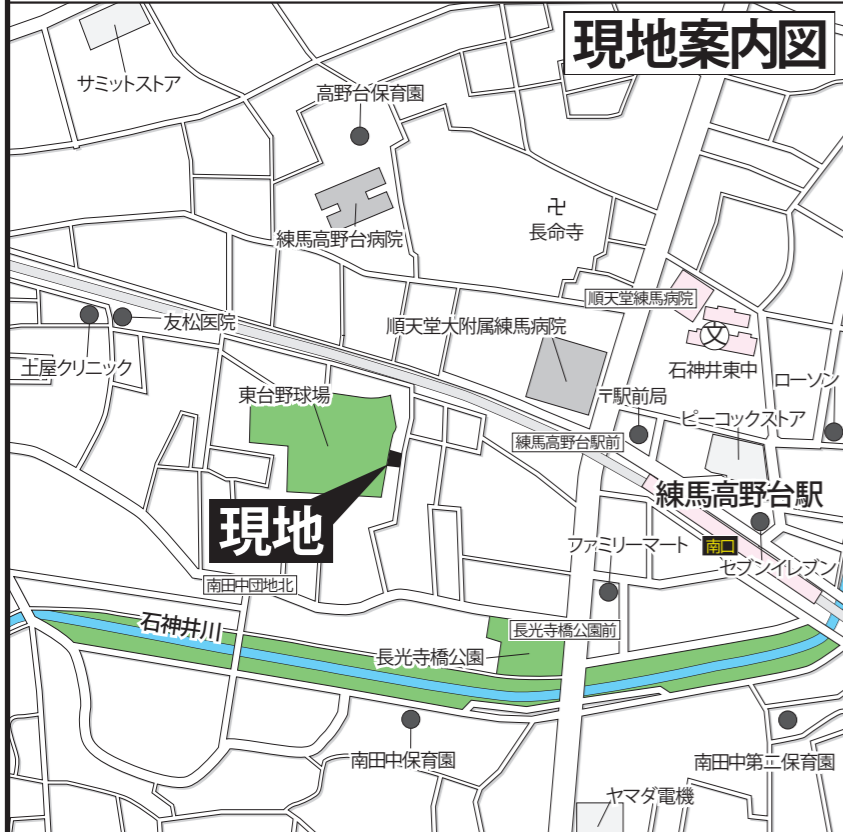 現地案内図
サミットストア
高野台保育園
練馬高野台病院
卍
長命寺
順天堂練馬病院
友松医院
順天堂大附属練馬病院
文
土屋クリニック
石神井東中
ローソン
東台野球場
〒駅前局
ピーコックストア
練馬高野台駅前
練馬高野台駅
現地
ファミリーマート
南口
セブンイレブン
南田中団地北
石神井川
長光寺橋公園前
長光寺橋公園
南田中保育園
南田中第二保育園
ヤマダ電機